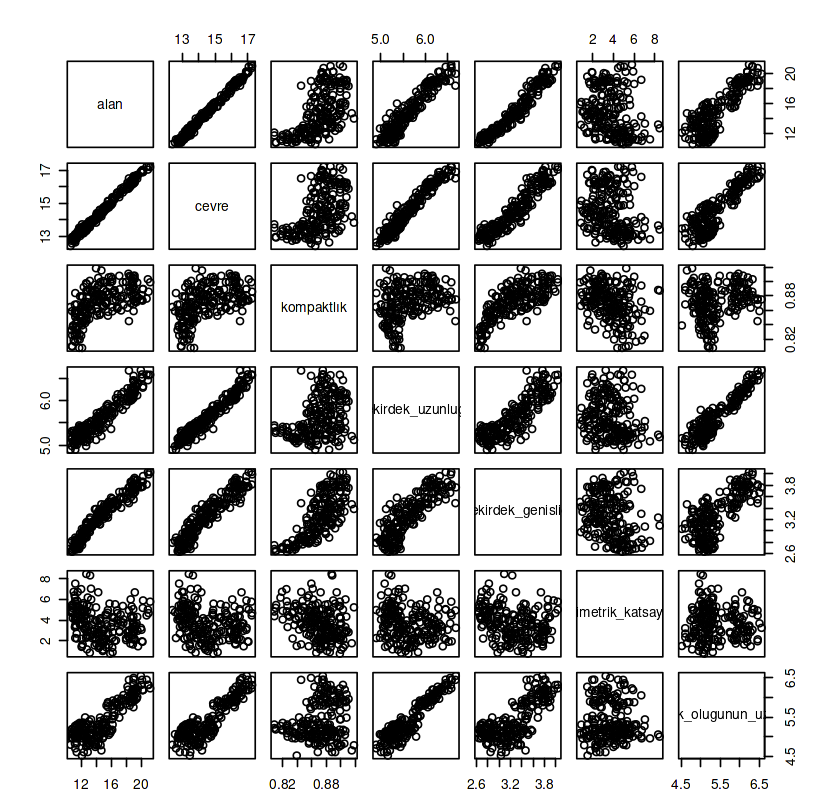 13 15 17 5.0 6.0 2 4 6 8
alan
12 16 20
cevre
13 15 17
kompaktlık
0.82 0.88
kirdek_uzunlu
5.0 6.0
ekirdek_genisli
2.6 3.2 3.8
imetrik_katsay
2 4 6 8
k_olugunun_u
4.5 5.5 6.5
12 16 20 0.82 0.88 2.6 3.2 3.8 4.5 5.5 6.5